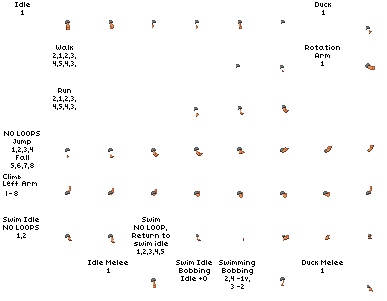 Idle
1
Duck
1
Walk
2,1,2,3,
4,5,4,3,
Rotation
Arm
1
Run
2,1,2,3,
4,5,4,3,
NO LOOPS
Jump
1,2,3,4
Fall
5,6,7,8
Climb
Left Arm
1 - 8
Swim Idle
NO LOOPS
1,2
Swim
NO LOOP,
Return to
swim idle
1,2,3,4,5
Idle Melee
1
Swim Idle
Bobbing
Idle +0
Swimming
Bobbing
2,4 -1v,
3 -2
Duck Melee
1